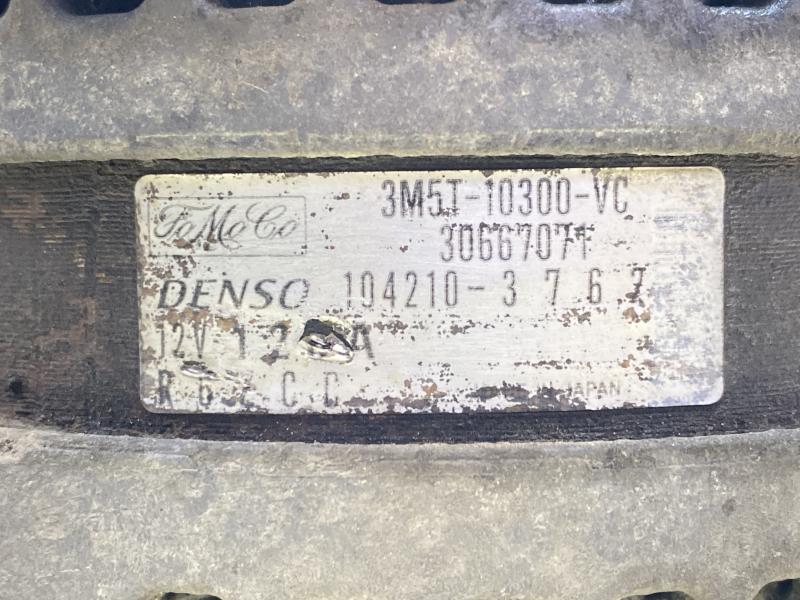 FoMoCo
3M5T-10300-VC
30667071
DENSO 104210-3767
12V
JAPAN